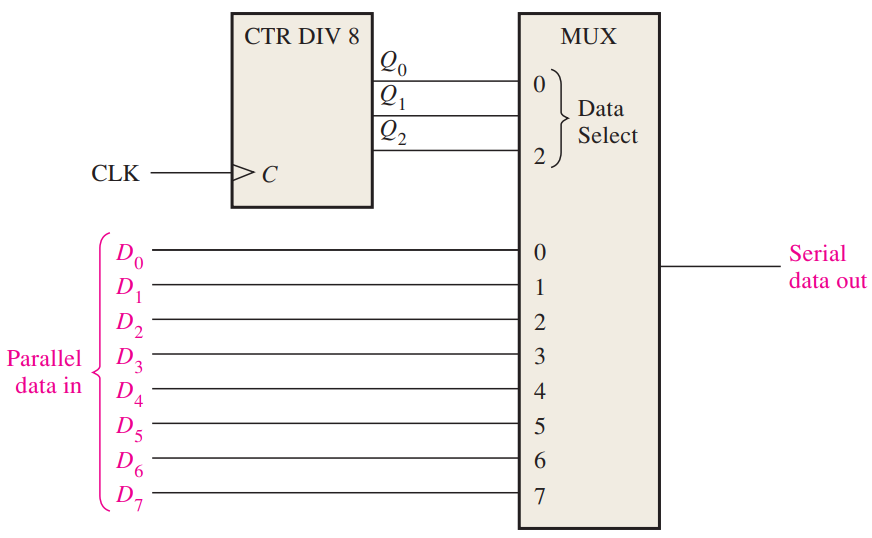 CTR DIV 8
MUX
Q0
Q1
Q2
0
2
Data
Select
CLK
C
Parallel
data in
D0
D1
D2
D3
D4
D5
D6
D7
0
1
2
3
4
5
6
7
Serial
data out